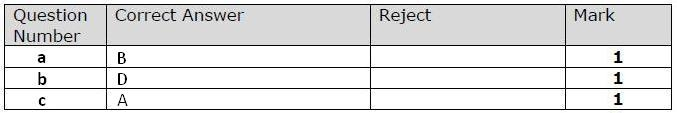 Question Number Correct Answer Reject Mark
a B 1
b D 1
c A 1